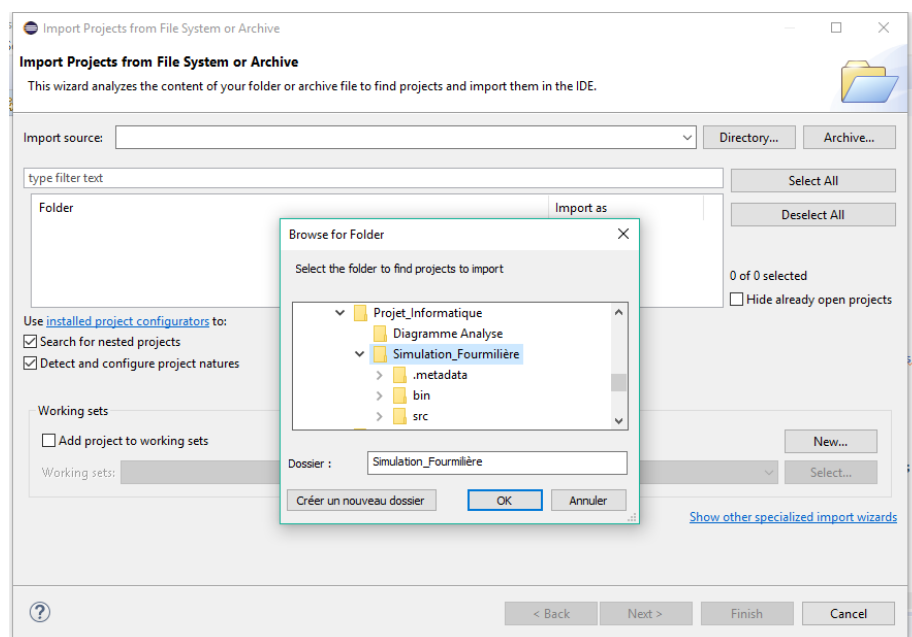 Import Projects from File System or Archive
Import Projects from File System or Archive
This wizard analyzes the content of your folder or archive file to find projects and import them in the IDE.
Import source:
Directory...
Archive...
type filter text
Select All
Folder
Import as
Deselect All
Browse for Folder
Select the folder to find projects to import
0 of 0 selected
Hide already open projects
Projet_Informatique
Diagramme Analyse
Simulation_Fourmilière
.metadata
bin
src
Use installed project configurators to:
Search for nested projects
Detect and configure project natures
Working sets
Add project to working sets
New...
Working sets:
Select...
Dossier :
Simulation_Fourmilière
Créer un nouveau dossier
OK
Annuler
Show other specialized import wizards
?
< Back
Next >
Finish
Cancel